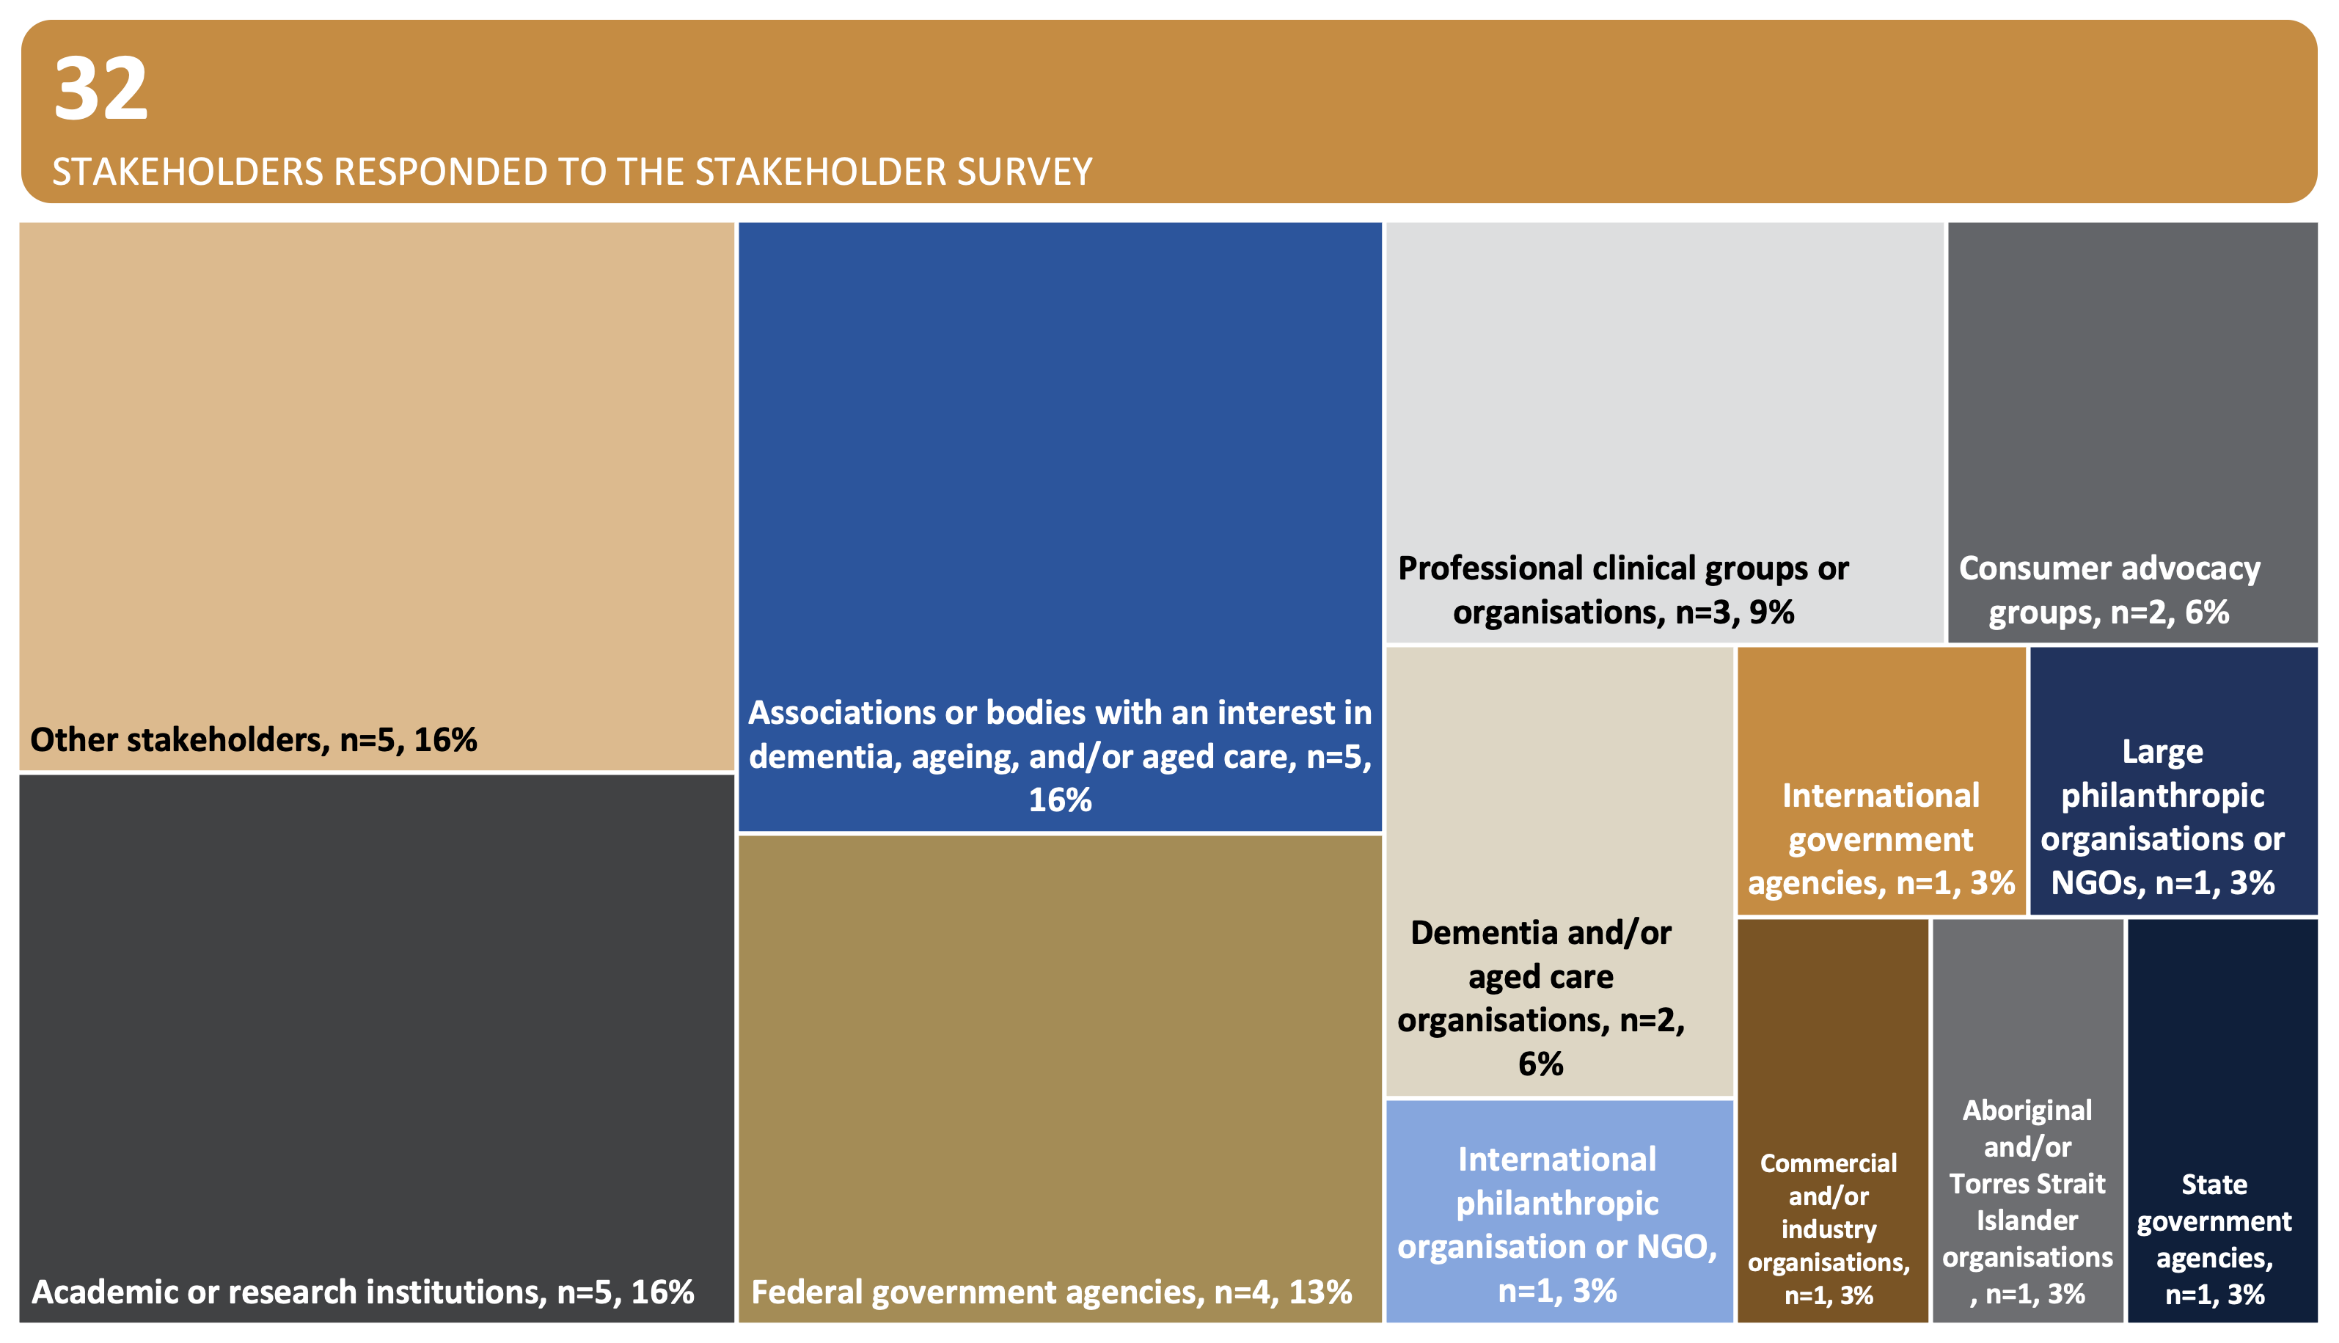 32
STAKEHOLDERS RESPONDED TO THE STAKEHOLDER SURVEY
Other stakeholders, n=5, 16%
Academic or research institutions, n=5, 16%
Associations or bodies with an interest in
dementia, ageing, and/or aged care, n=5,
16%
Federal government agencies, n=4, 13%
Professional clinical groups or
organisations, n=3, 9%
Consumer advocacy
groups, n=2, 6%
Dementia and/or
aged care
organisations, n=2,
6%
International
philanthropic
organisation or NGO,
n=1, 3%
International
government
agencies, n=1, 3%
Large
philanthropic
organisations or
NGOs, n=1, 3%
Commercial
and/or
industry
organisations,
n=1, 3%
Aboriginal
and/or
Torres Strait
Islander
organisations
, n=1, 3%
State
government
agencies,
n=1, 3%